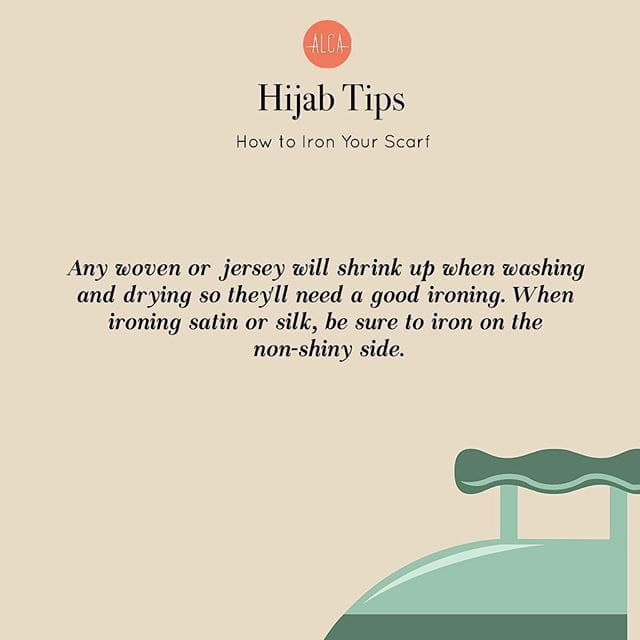 ALCA
Hijab Tips
How to Iron Your Scarf
Any woven or jersey will shrink up when washing
and drying so they'll need a good ironing. When
ironing satin or silk, be sure to iron on the
non-shiny side.